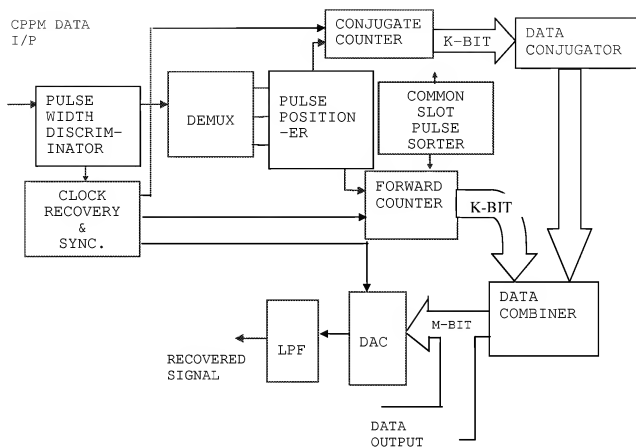 CPPM DATA
I/P
CONJUGATE
COUNTER
K-BIT
DATA
CONJUGATOR
PULSE
WIDTH
DISCRIM-
INATOR
DEMUX
PULSE
POSITION
-ER
COMMON
SLOT
PULSE
SORTER
CLOCK
RECOVERY
&
SYNC.
FORWARD
COUNTER
K-BIT
DATA
COMBINER
M-BIT
DAC
LPF
RECOVERED
SIGNAL
DATA
OUTPUT